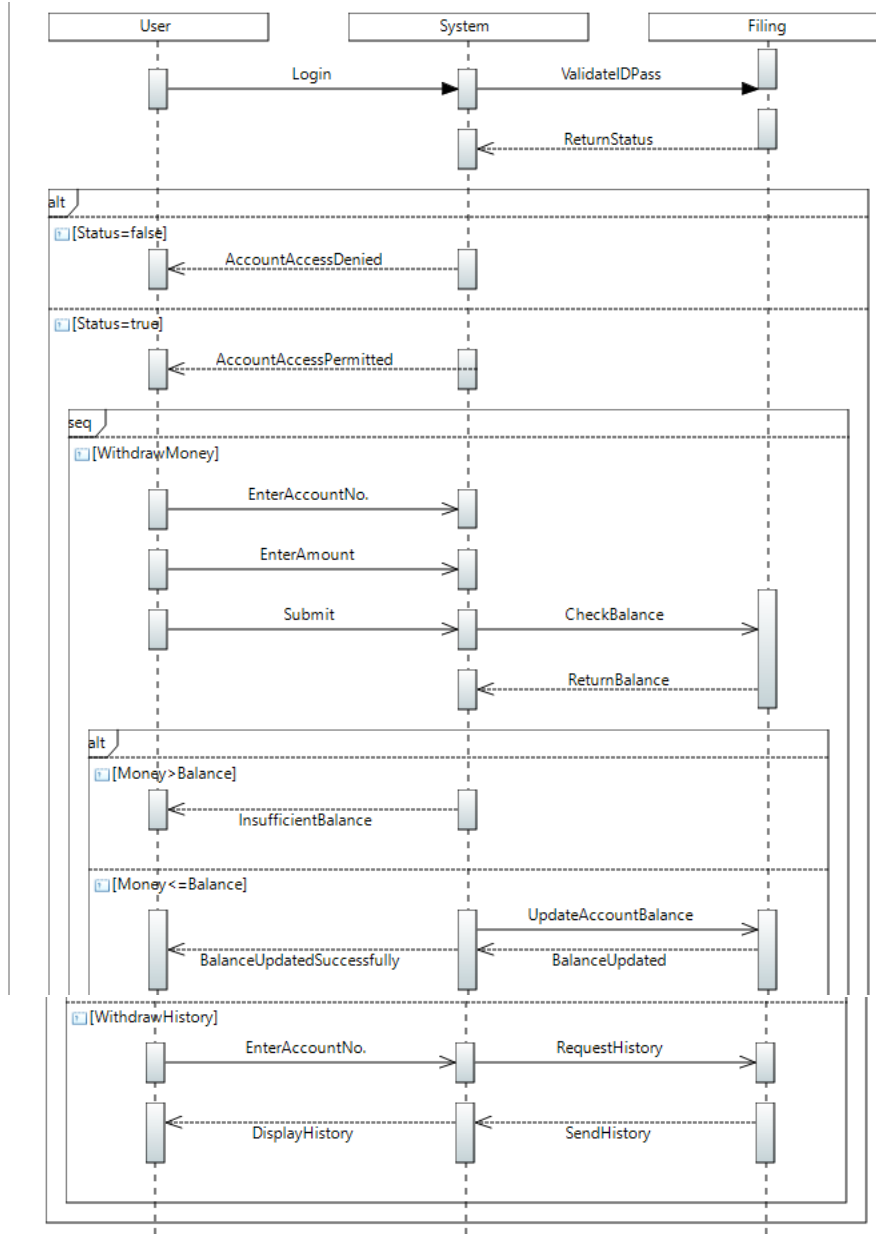 User System Filing
Login ValidateIDPass
ReturnStatus
alt
[Status=false]
AccountAccessDenied
[Status=true]
AccountAccessPermitted
seq
[WithdrawMoney]
EnterAccountNo.
EnterAmount
Submit CheckBalance
ReturnBalance
alt
[Money>Balance]
InsufficientBalance
[Money<=Balance]
UpdateAccountBalance
BalanceUpdatedSuccessfully BalanceUpdated
[WithdrawHistory]
EnterAccountNo. RequestHistory
DisplayHistory SendHistory